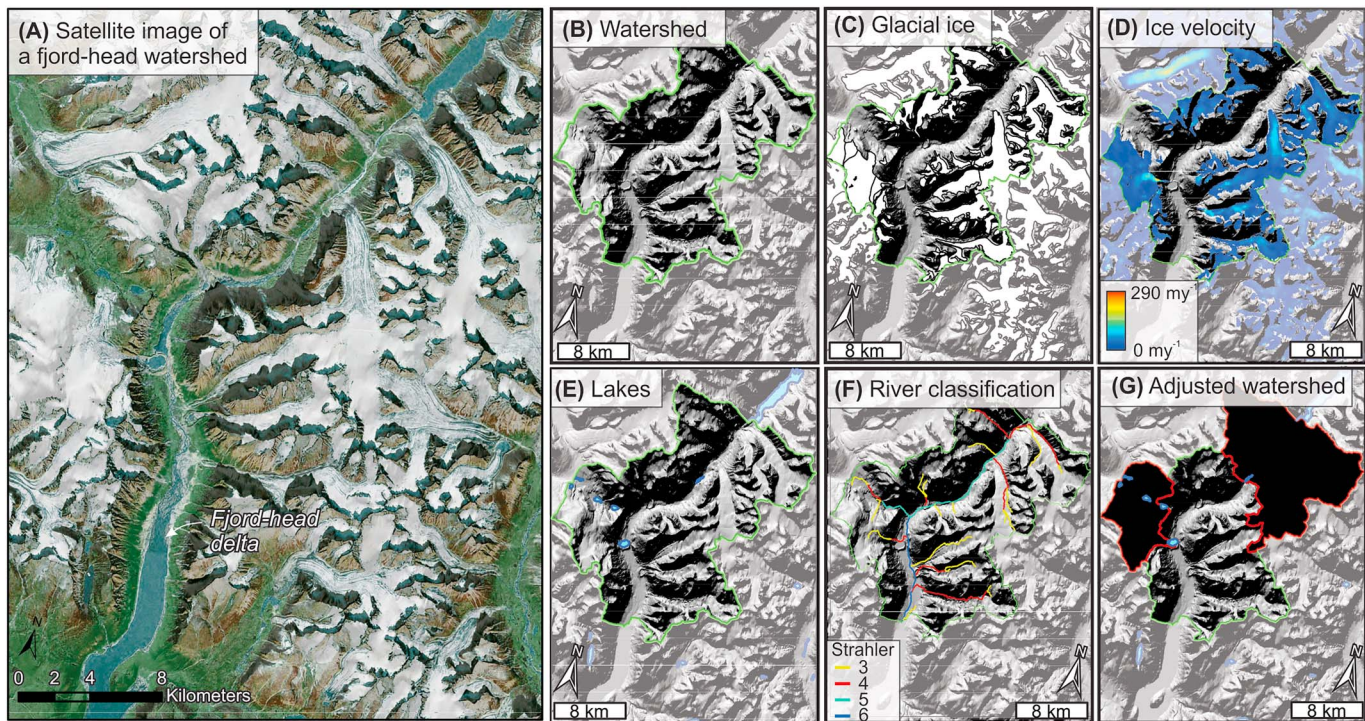 (A) Satellite image of
a fjord-head watershed
Fjord-head
delta
N
0 2 4 8
Kilometers
(B) Watershed
N
8 km
(C) Glacial ice
N
8 km
(D) Ice velocity
290 my-1
0 my-1
N
8 km
(E) Lakes
N
8 km
(F) River classification
Strahler
3
4
5
6
N
8 km
(G) Adjusted watershed
N
8 km